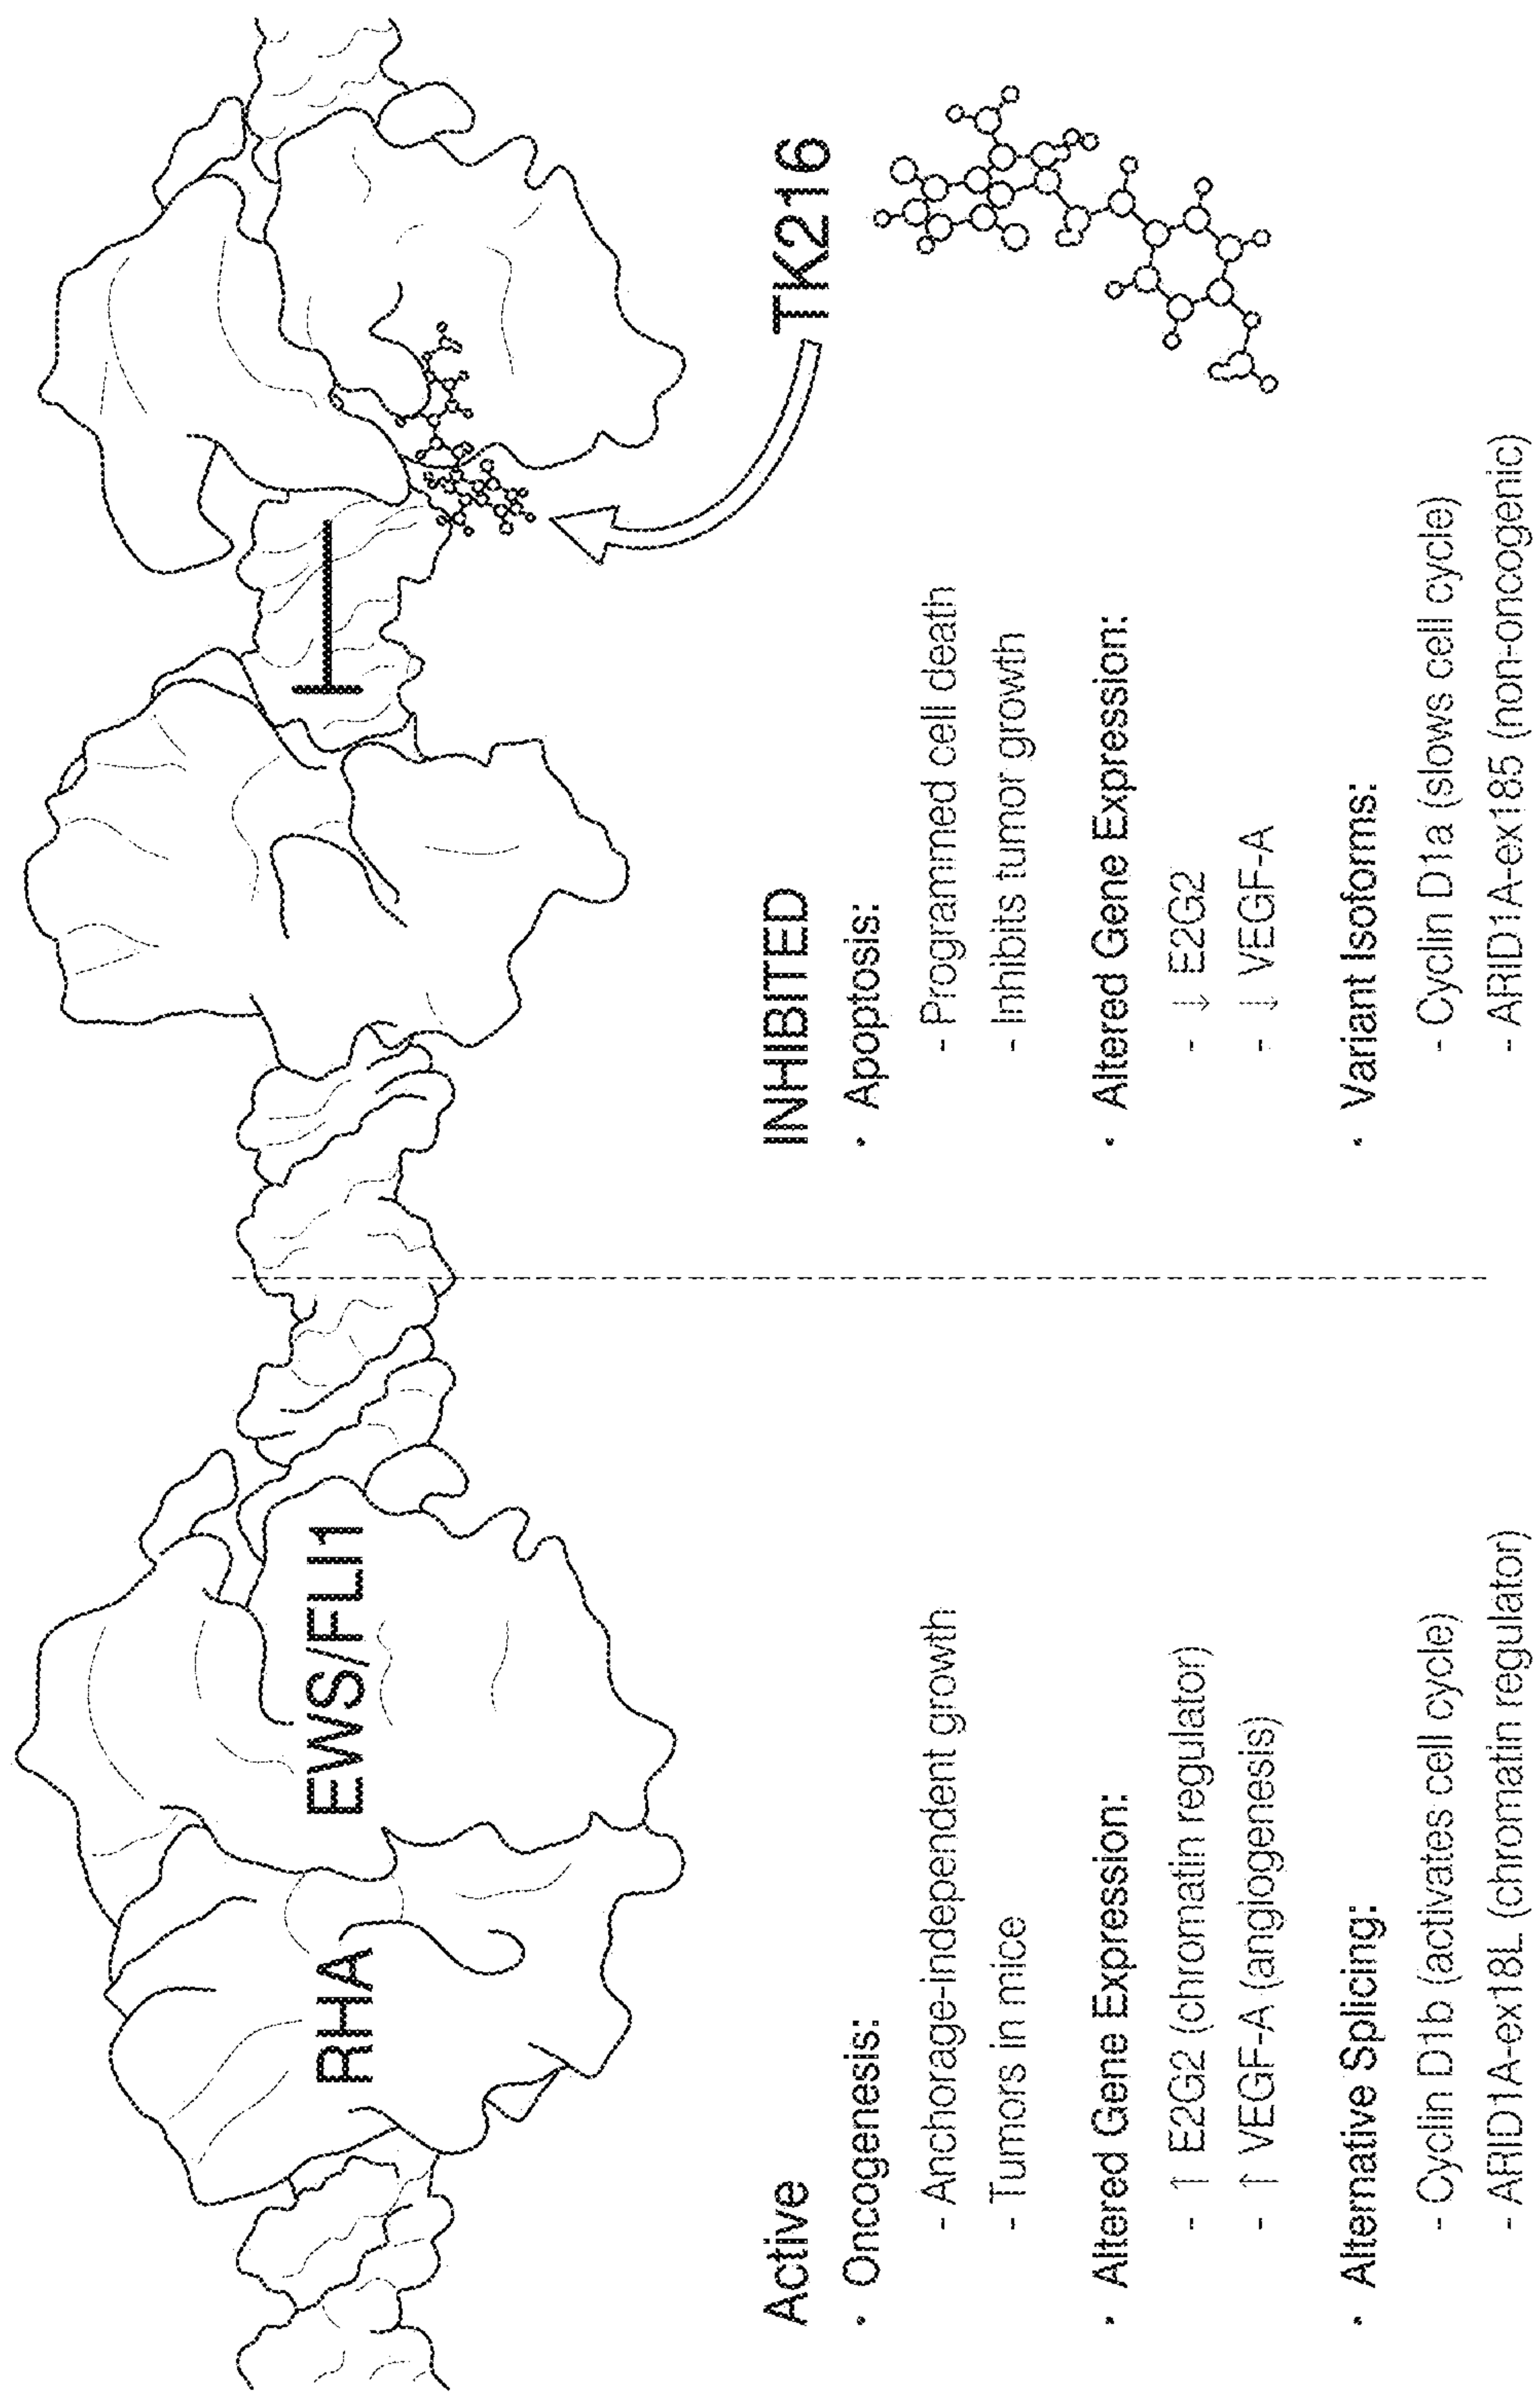 RHA
EWS/FLI1
TK216
Active
• Oncogenesis:
- Anchorage-independent growth
- Tumors in mice
• Altered Gene Expression:
- ↑ E2G2 (chromatin regulator)
- ↑ VEGF-A (angiogenesis)
• Alternative Splicing:
- Cyclin D1b (activates cell cycle)
- ARID1A-ex18L (chromatin regulator)
INHIBITED
• Apoptosis:
- Programmed cell death
- Inhibits tumor growth
• Altered Gene Expression:
- ↓ E2G2
- ↓ VEGF-A
• Variant Isoforms:
- Cyclin D1a (slows cell cycle)
- ARID1A-ex185 (non-oncogenic)